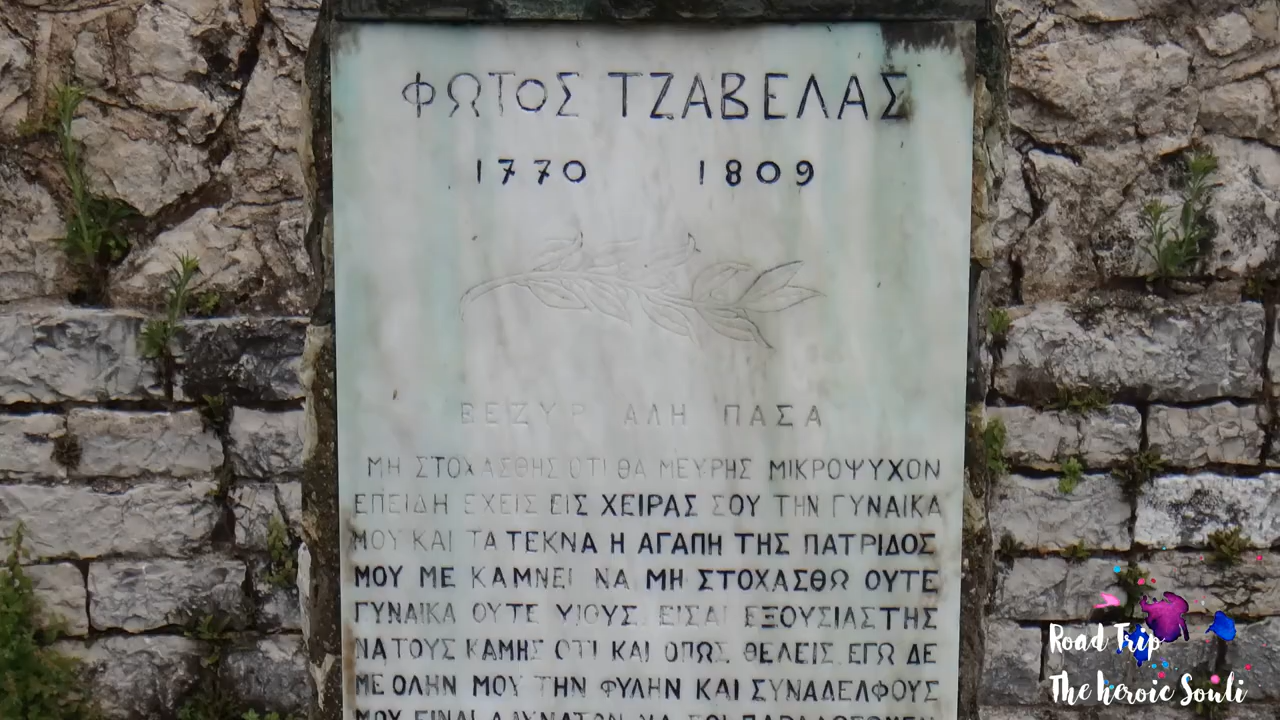 ΦΩΤΟΣ ΤΖΑΒΕΛΑΣ
1770 1809
ΒΕΖΥΡ ΑΛΗ ΠΑΣΑ
ΜΗ ΣΤΟΧΑΣΘΗΣ ΟΤΙ ΘΑ ΜΕΥΡΗΣ ΜΙΚΡΟΨΥΧΟΝ
ΕΠΕΙΔΗ ΕΧΕΙΣ ΕΙΣ ΧΕΙΡΑΣ ΣΟΥ ΤΗΝ ΓΥΝΑΙΚΑ
ΜΟΥ ΚΑΙ ΤΑ ΤΕΚΝΑ Η ΑΓΑΠΗ ΤΗΣ ΠΑΤΡΙΔΟΣ
ΜΟΥ ΜΕ ΚΑΜΝΕΙ ΝΑ ΜΗ ΣΤΟΧΑΣΘΩ ΟΥΤΕ
ΓΥΝΑΙΚΑ ΟΥΤΕ ΥΙΟΥΣ. ΕΙΣΑΙ ΕΞΟΥΣΙΑΣΤΗΣ
ΝΑ ΤΟΥΣ ΚΑΜΗΣ ΟΤΙ ΚΑΙ ΟΠΩΣ ΘΕΛΕΙΣ. ΕΓΩ ΔΕ
ΜΕ ΟΛΗΝ ΜΟΥ ΤΗΝ ΦΥΛΗΝ ΚΑΙ ΣΥΝΑΔΕΛΦΟΥΣ
ΜΟΥ ΕΙΝΑΙ
Road Trip
The heroic Souli